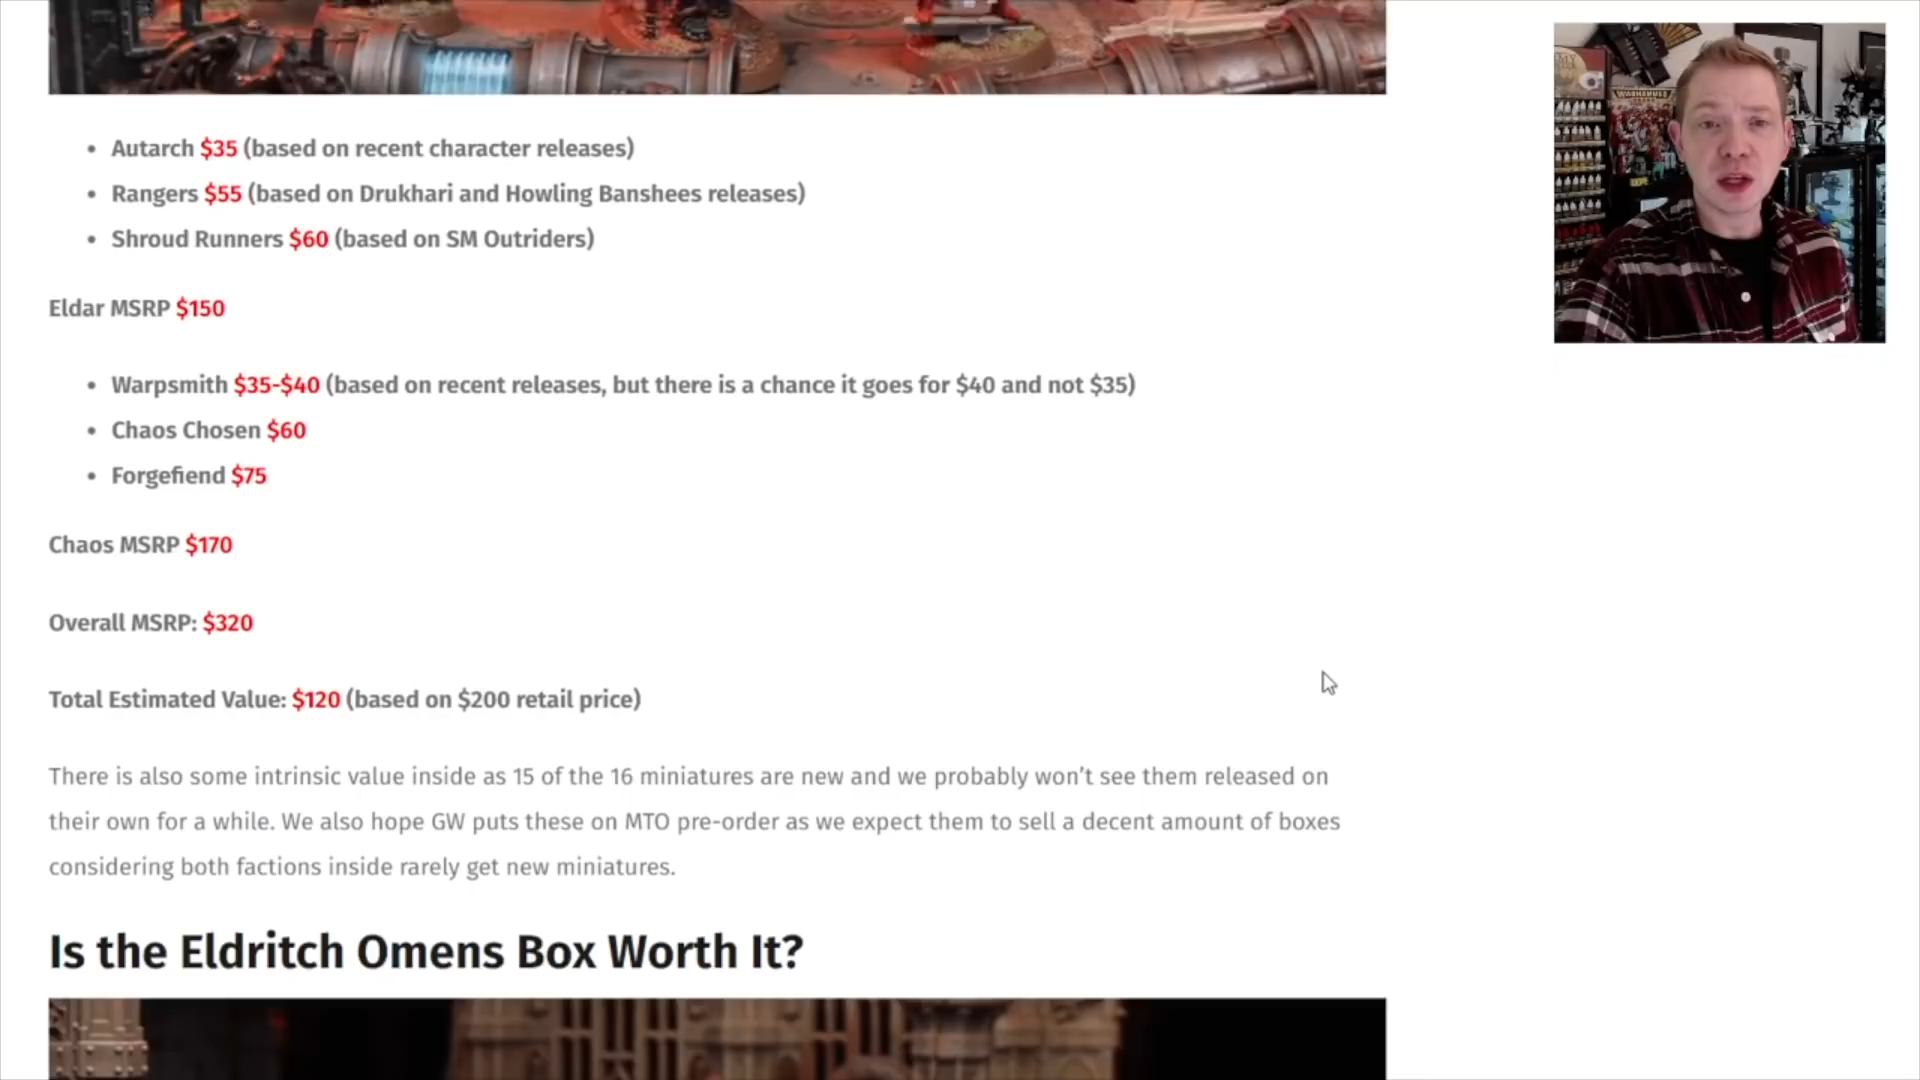 • Autarch $35 (based on recent character releases)
• Rangers $55 (based on Drukhari and Howling Banshees releases)
• Shroud Runners $60 (based on SM Outriders)
Eldar MSRP $150
• Warpsmith $35-$40 (based on recent releases, but there is a chance it goes for $40 and not $35)
• Chaos Chosen $60
• Forgefiend $75
Chaos MSRP $170
Overall MSRP: $320
Total Estimated Value: $120 (based on $200 retail price)
There is also some intrinsic value inside as 15 of the 16 miniatures are new and we probably won’t see them released on
their own for a while. We also hope GW puts these on MTO pre-order as we expect them to sell a decent amount of boxes
considering both factions inside rarely get new miniatures.
Is the Eldritch Omens Box Worth It?
WARHAMMER